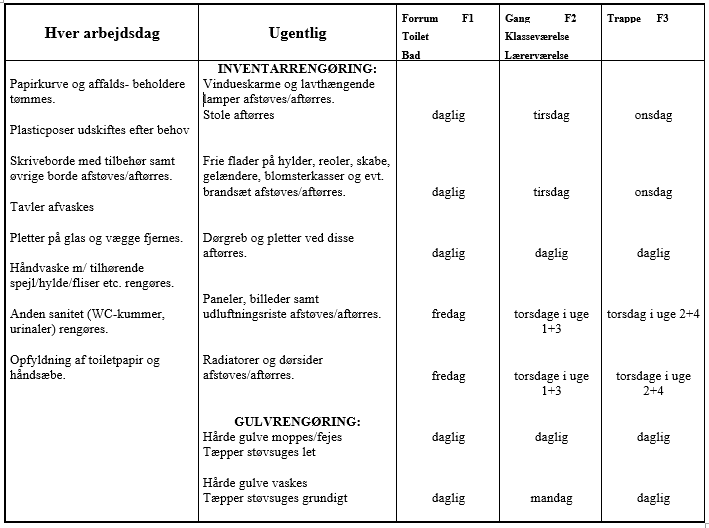 Hver arbejdsdag
Ugentlig
Forrum F1
Toilet
Bad
Gang F2
Klasseværelse
Lærerværelse
Trappe F3
Papirkurve og affalds- beholdere
tømmes.
Plasticposer udskiftes efter behov
Skriveborde med tilbehør samt
øvrige borde afstøves/aftørres.
Tavler afvaskes
Pletter på glas og vægge fjernes.
Håndvaske m/ tilhørende
spejl/hylde/fliser etc. rengøres.
Anden sanitet (WC-kummer,
urinaler) rengøres.
Opfyldning af toiletpapir og
håndsæbe.
INVENTARRENGØRING:
Vindueskarme og lavthængende
lamper afstøves/aftørres.
Stole aftørres
daglig
tirsdag
onsdag
Frie flader på hylder, reoler, skabe,
gelændere, blomsterkasser og evt.
brandsæt afstøves/aftørres.
daglig
tirsdag
onsdag
Dørgreb og pletter ved disse
aftørres.
daglig
daglig
daglig
Paneler, billeder samt
udluftningsriste afstøves/aftørres.
fredag
torsdage i uge
1+3
torsdag i uge 2+4
Radiatorer og dørsider
afstøves/aftørres.
fredag
torsdage i uge
1+3
torsdage i uge
2+4
GULVRENGØRING:
Hårde gulve moppes/fejes
Tæpper støvsuges let
daglig
daglig
daglig
Hårde gulve vaskes
Tæpper støvsuges grundigt
daglig
mandag
daglig